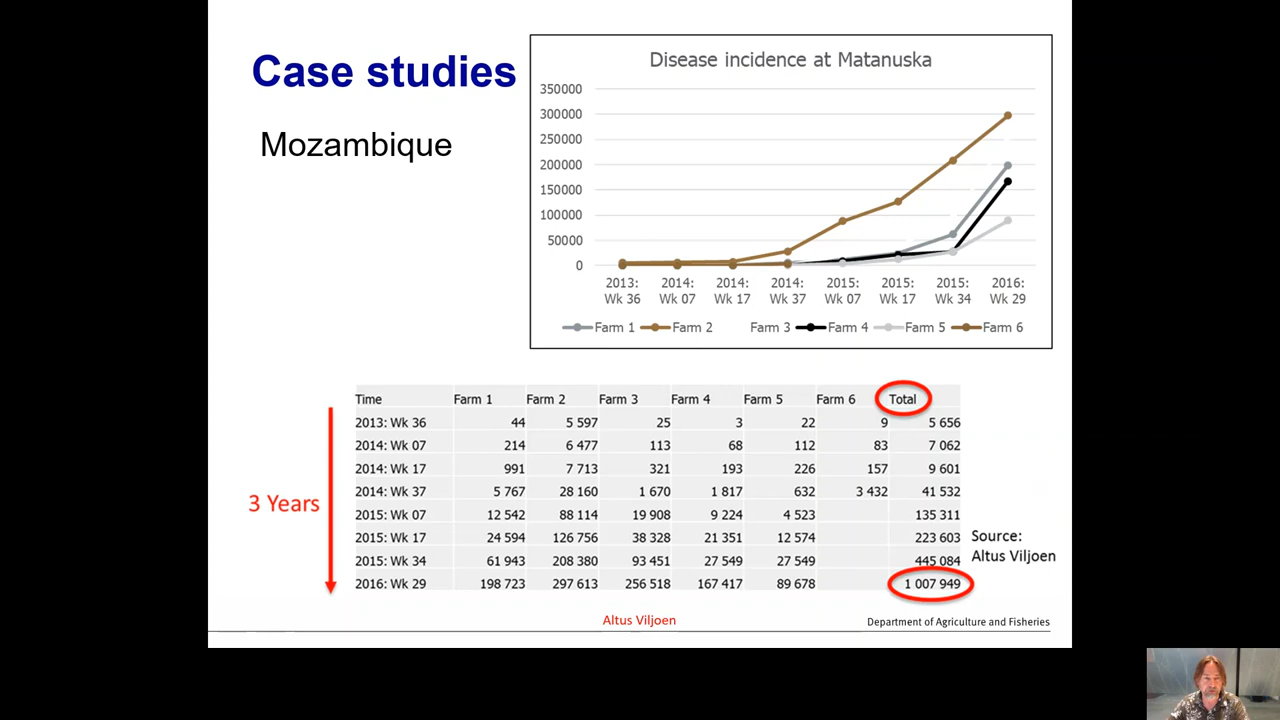 Case studies
Mozambique
Disease incidence at Matanuska
350000
300000
250000
200000
150000
100000
50000
0
2013: 2014: 2014: 2014: 2015: 2015: 2015: 2016:
Wk 36 Wk 07 Wk 17 Wk 37 Wk 07 Wk 17 Wk 34 Wk 29
Farm 1 Farm 2 Farm 3 Farm 4 Farm 5 Farm 6
3 Years
Time Farm 1 Farm 2 Farm 3 Farm 4 Farm 5 Farm 6 Total
2013: Wk 36 44 5 597 25 3 22 9 5 656
2014: Wk 07 214 6 477 113 68 112 83 7 062
2014: Wk 17 991 7 713 321 193 226 157 9 601
2014: Wk 37 5 767 28 160 1 670 1 817 632 3 432 41 532
2015: Wk 07 12 542 88 114 19 908 9 224 4 523 135 311
2015: Wk 17 24 594 126 756 38 328 21 351 12 574 223 603
2015: Wk 34 61 943 208 380 93 451 27 549 27 549 445 084
2016: Wk 29 198 723 297 613 256 518 167 417 89 678 1 007 949
Source:
Altus Viljoen
Altus Viljoen
Department of Agriculture and Fisheries